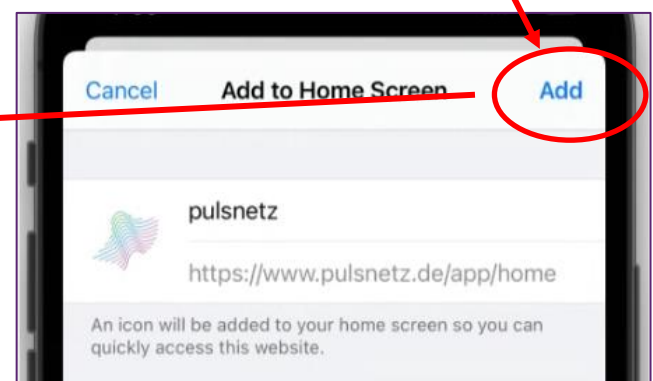 Cancel Add to Home Screen Add
pulsnetz
https://www.pulsnetz.de/app/home
An icon will be added to your home screen so you can
quickly access this website.